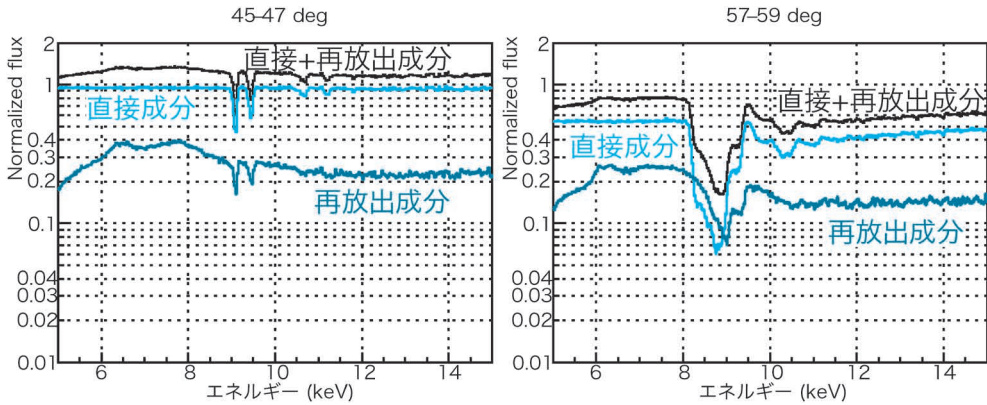 45–47 deg
Normalized flux
2
1
0.4
0.3
0.2
0.1
0.04
0.03
0.02
0.01
直接+再放出成分
直接成分
再放出成分
6 8 10 12 14
エネルギー (keV)
57–59 deg
Normalized flux
2
1
0.4
0.3
0.2
0.1
0.04
0.03
0.02
0.01
直接+再放出成分
直接成分
再放出成分
6 8 10 12 14
エネルギー (keV)